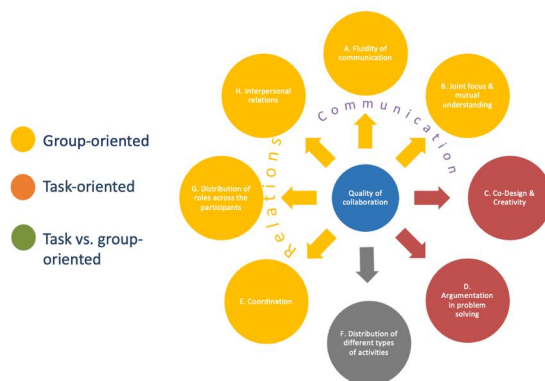 A. Fluidity of
communication
H. Interpersonal
relations
B. Joint focus &
mutual
understanding
Communication
Group-oriented
Task-oriented
Task vs. group-
oriented
Relations
G. Distribution of
roles across the
participants
Quality of
collaboration
C. Co-Design &
Creativity
E. Coordination
D.
Argumentation
in problem
solving
F. Distribution of
different types of
activities